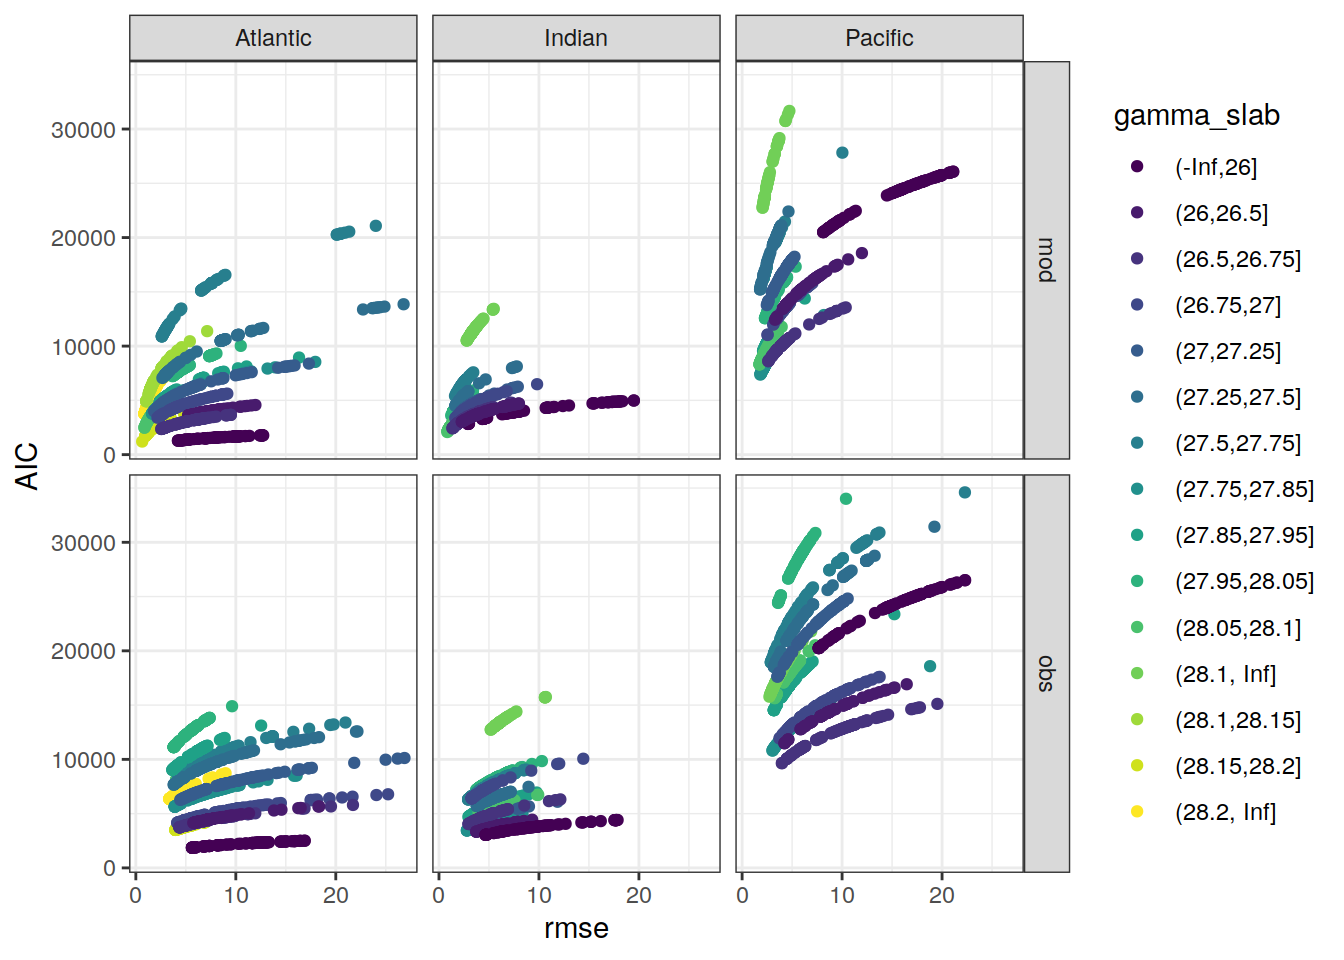 Atlantic
Indian
Pacific
mod
obs
30000
20000
10000
0
30000
20000
10000
0
AIC
0
10
20
0
10
20
0
10
20
rmse
gamma_slab
(-Inf,26]
(26,26.5]
(26.5,26.75]
(26.75,27]
(27,27.25]
(27.25,27.5]
(27.5,27.75]
(27.75,27.85]
(27.85,27.95]
(27.95,28.05]
(28.05,28.1]
(28.1, Inf]
(28.1,28.15]
(28.15,28.2]
(28.2, Inf]